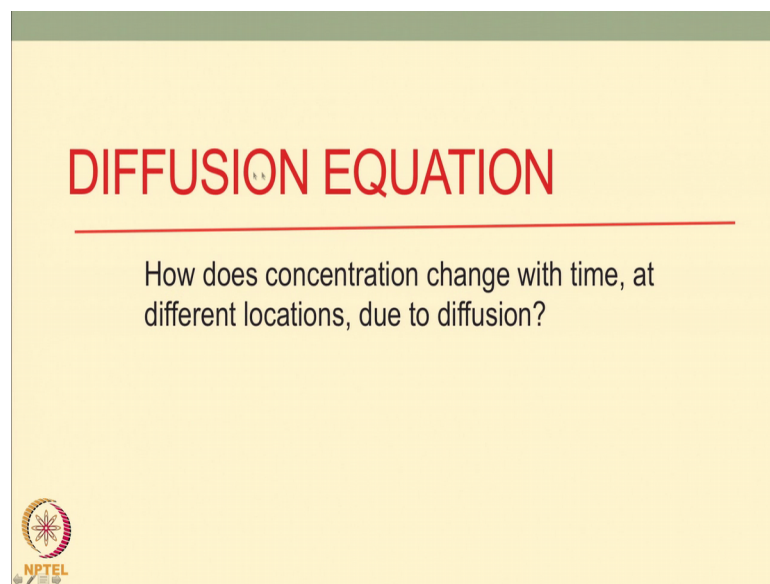 DIFFUSION EQUATION
How does concentration change with time, at
different locations, due to diffusion?
NPTEL